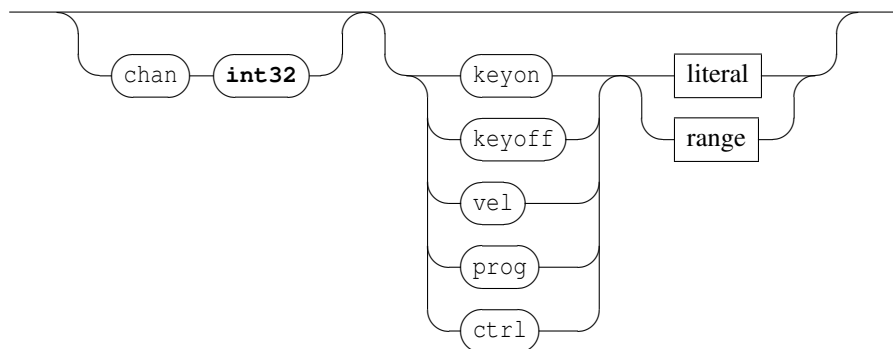 chan int32 keyon literal
keyoff range
vel
prog
ctrl